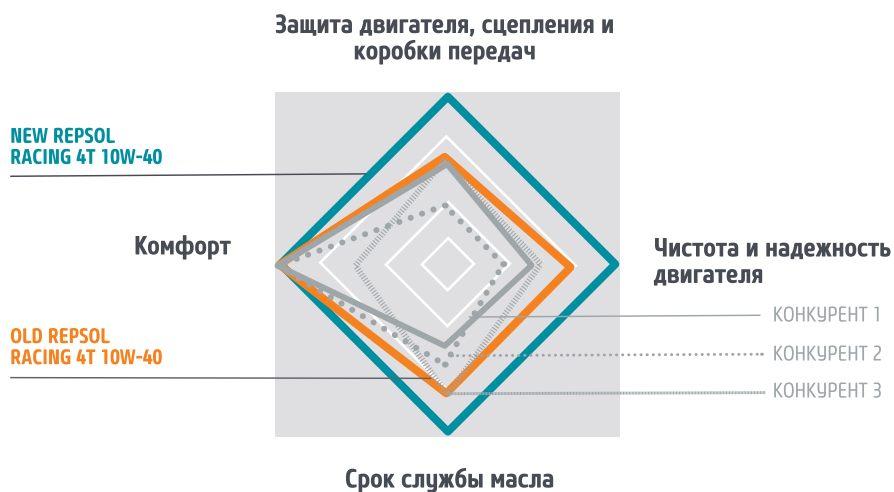 Защита двигателя, сцепления и
коробки передач
NEW REPSOL
RACING 4T 10W-40
Комфорт
Чистота и надежность
двигателя
КОНКУРЕНТ 1
OLD REPSOL
RACING 4T 10W-40
КОНКУРЕНТ 2
КОНКУРЕНТ 3
Срок службы масла